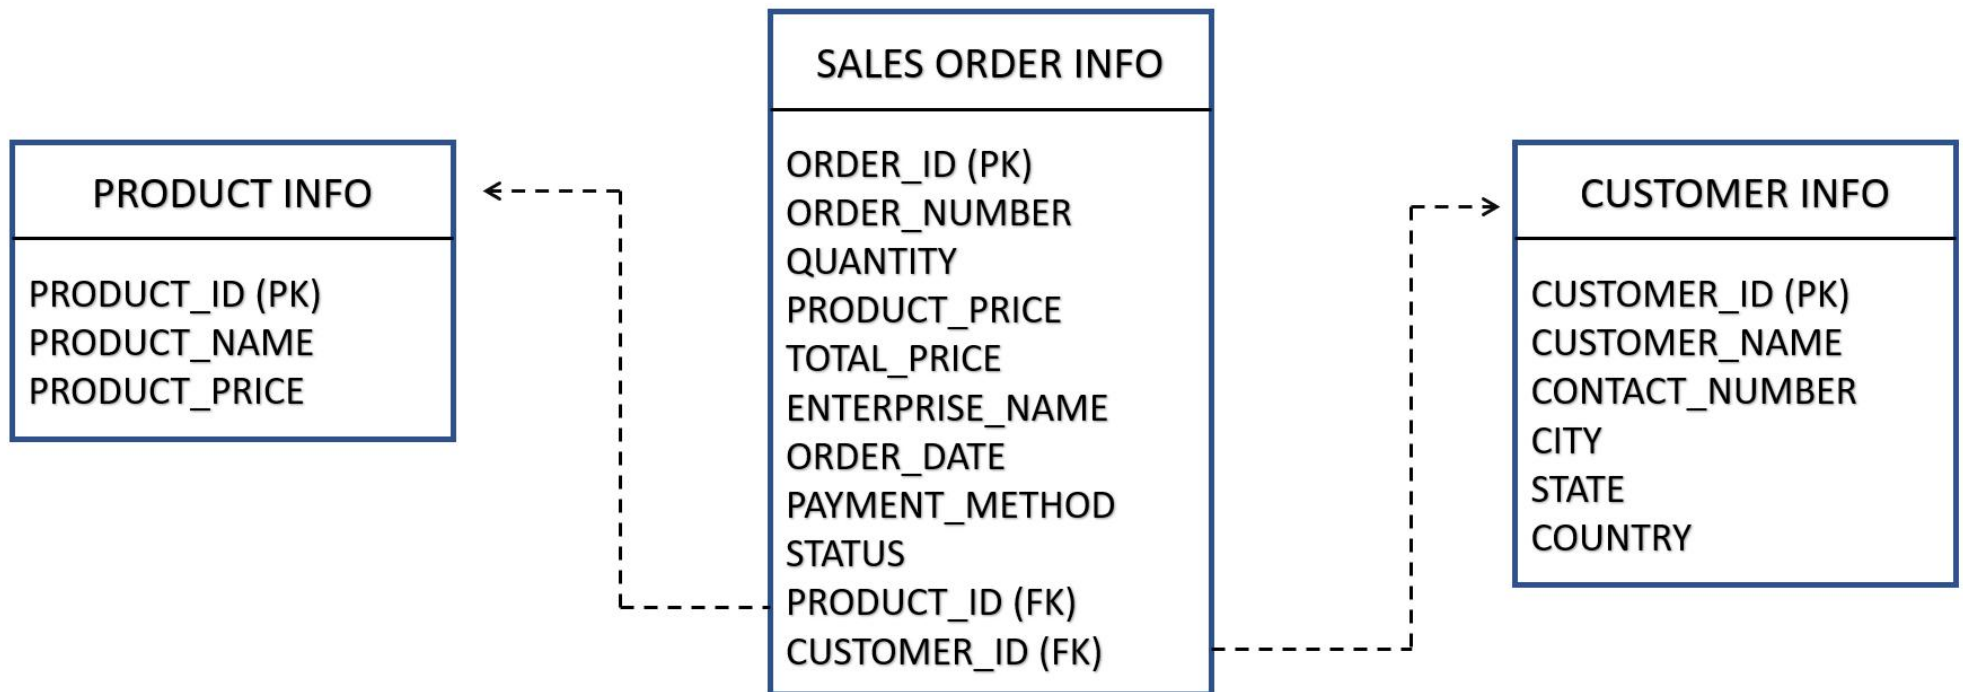 PRODUCT INFO
PRODUCT_ID (PK)
PRODUCT_NAME
PRODUCT_PRICE
SALES ORDER INFO
ORDER_ID (PK)
ORDER_NUMBER
QUANTITY
PRODUCT_PRICE
TOTAL_PRICE
ENTERPRISE_NAME
ORDER_DATE
PAYMENT_METHOD
STATUS
PRODUCT_ID (FK)
CUSTOMER_ID (FK)
CUSTOMER INFO
CUSTOMER_ID (PK)
CUSTOMER_NAME
CONTACT_NUMBER
CITY
STATE
COUNTRY